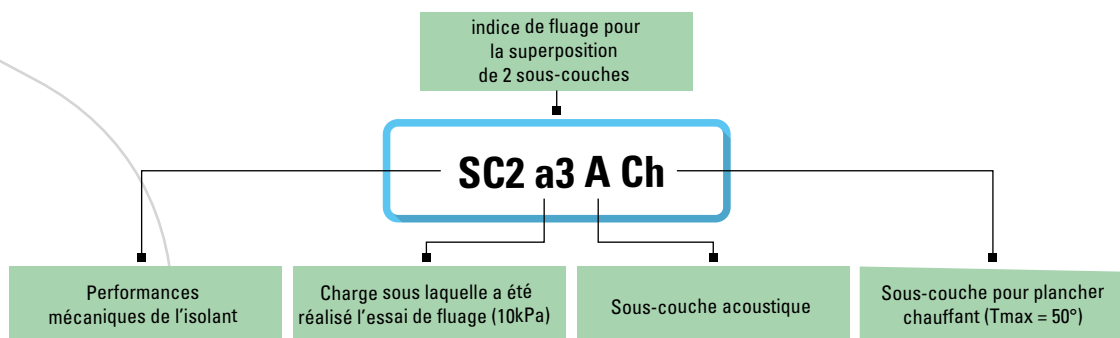 indice de fluage pour
la superposition
de 2 sous-couches
SC2 a3 A Ch
Performances
mécaniques de l'isolant
Charge sous laquelle a été
réalisé l'essai de fluage (10kPa)
Sous-couche acoustique
Sous-couche pour plancher
chauffant (Tmax = 50°)